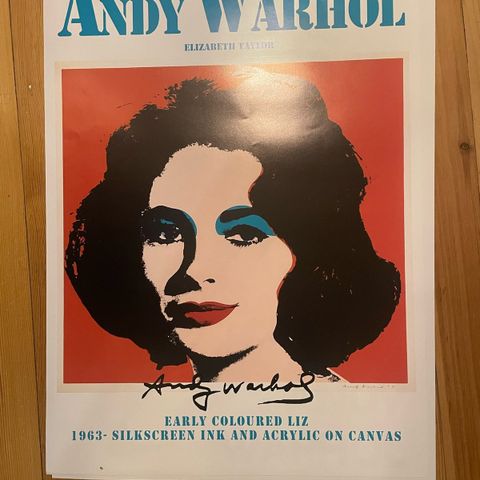 ANDY WARHOL
ELIZABETH TAYLOR
Andy Warhol
EARLY COLOURED LIZ
1963- SILKSCREEN INK AND ACRYLIC ON CANVAS